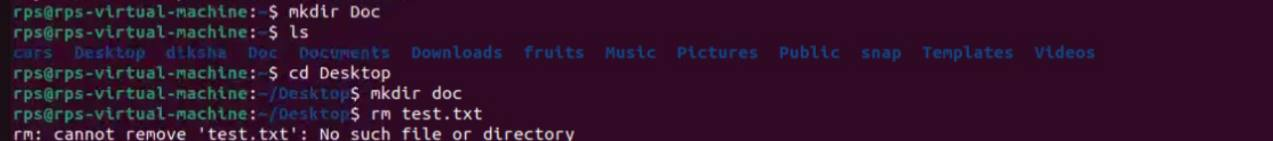 rps@rps-virtual-machine:~$ mkdir Doc
rps@rps-virtual-machine:~$ ls
cars Desktop diksha Doc Documents Downloads fruits Music Pictures Public snap Templates Videos
rps@rps-virtual-machine:~$ cd Desktop
rps@rps-virtual-machine:~/Desktop$ mkdir doc
rps@rps-virtual-machine:~/Desktop$ rm test.txt
rm: cannot remove 'test.txt': No such file or directory